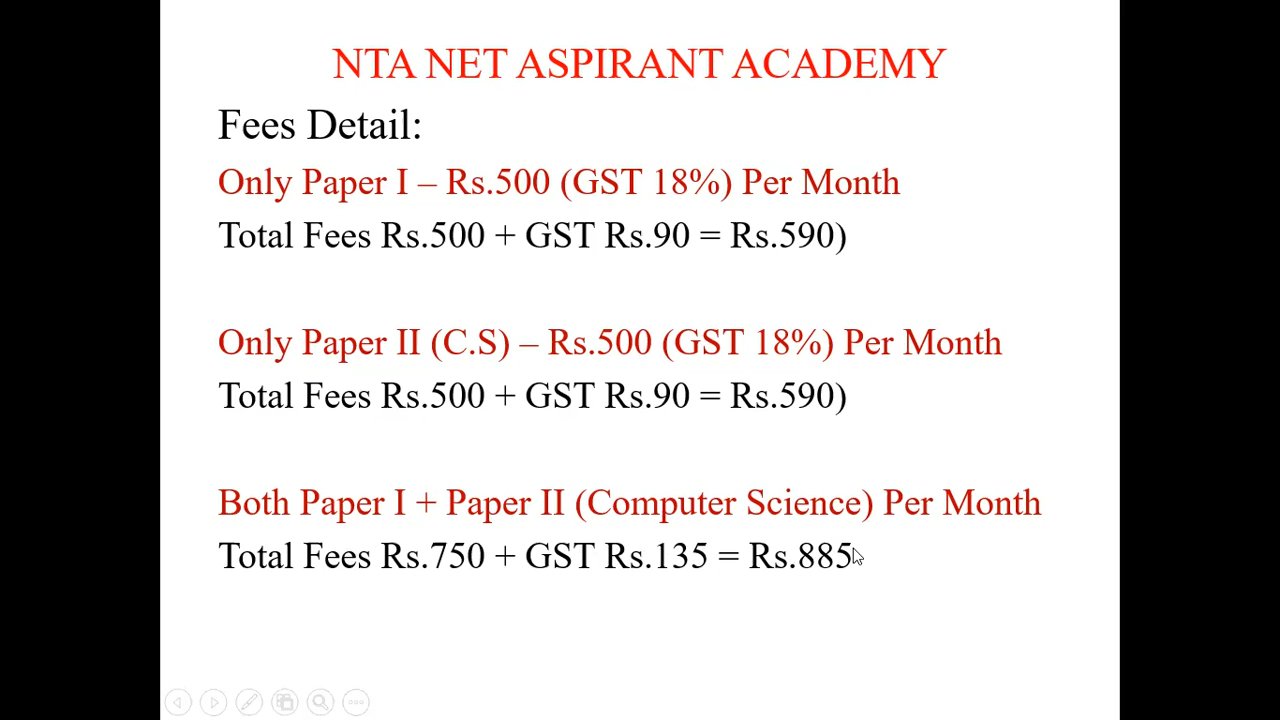 NTA NET ASPIRANT ACADEMY
Fees Detail:
Only Paper I – Rs.500 (GST 18%) Per Month
Total Fees Rs.500 + GST Rs.90 = Rs.590)
Only Paper II (C.S) – Rs.500 (GST 18%) Per Month
Total Fees Rs.500 + GST Rs.90 = Rs.590)
Both Paper I + Paper II (Computer Science) Per Month
Total Fees Rs.750 + GST Rs.135 = Rs.885